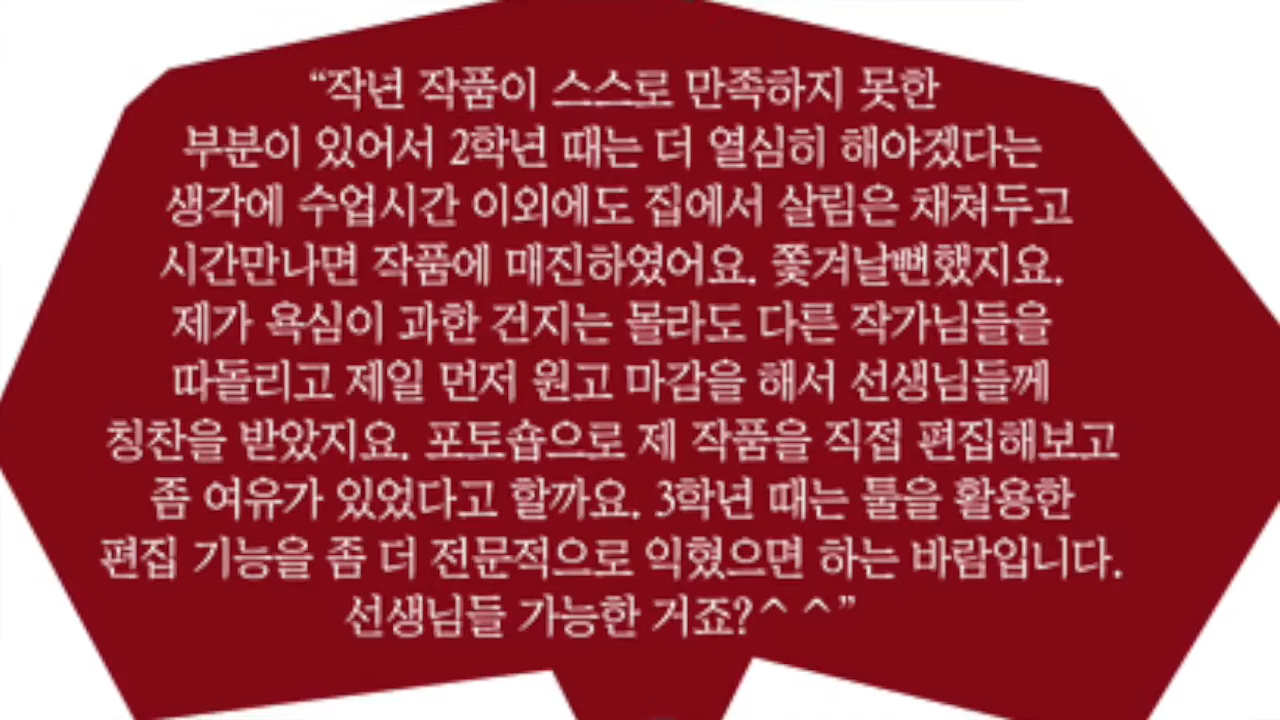 “작년 작품이 스스로 만족하지 못한
부분이 있어서 2학년 때는 더 열심히 해야겠다는
생각에 수업시간 이외에도 집에서 살림은 채쳐두고
시간만나면 작품에 매진하였어요. 쫓겨날뻔했지요.
제가 욕심이 과한 건지는 몰라도 다른 작가님들을
따돌리고 제일 먼저 원고 마감을 해서 선생님들께
칭찬을 받았지요. 포토숍으로 제 작품을 직접 편집해보고
좀 여유가 있었다고 할까요. 3학년 때는 툴을 활용한
편집 기능을 좀 더 전문적으로 익혔으면 하는 바람입니다.
선생님들 가능한 거죠?^ ^”